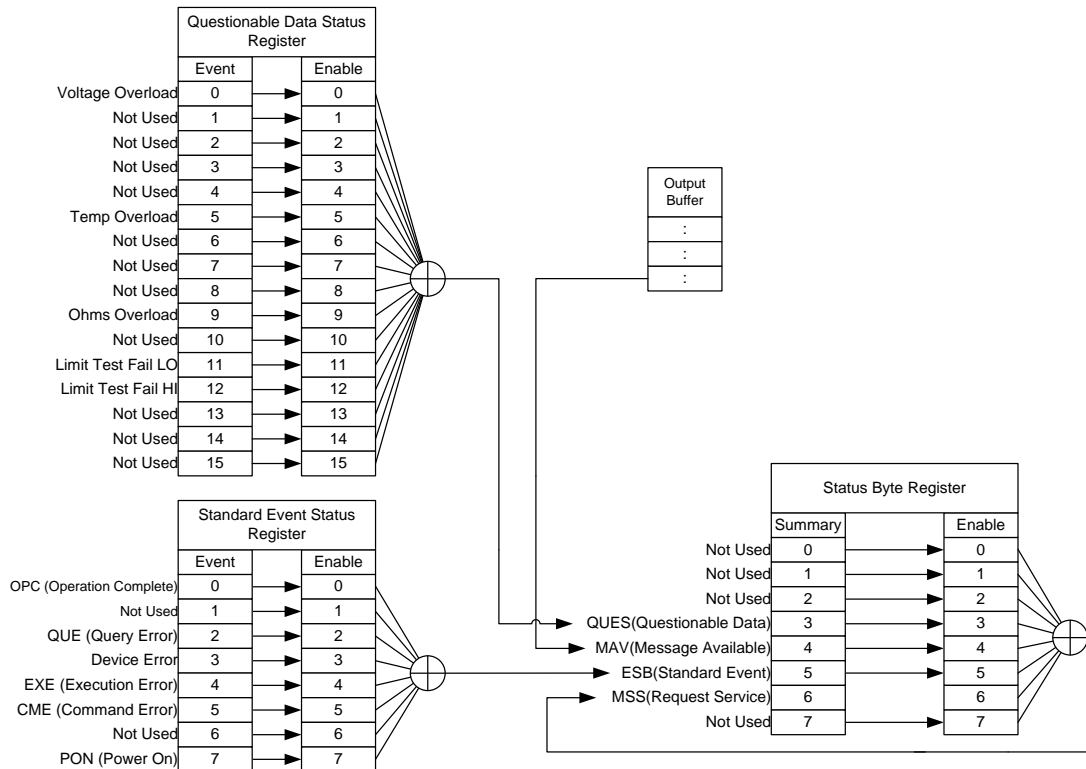 Questionable Data Status
Register
Event Enable
Voltage Overload 0 0
Not Used 1 1
Not Used 2 2
Not Used 3 3
Not Used 4 4
Temp Overload 5 5
Not Used 6 6
Not Used 7 7
Not Used 8 8
Ohms Overload 9 9
Not Used 10 10
Limit Test Fail LO 11 11
Limit Test Fail HI 12 12
Not Used 13 13
Not Used 14 14
Not Used 15 15
Output
Buffer
:
:
:
Standard Event Status
Register
Event Enable
OPC (Operation Complete) 0 0
Not Used 1 1
QUE (Query Error) 2 2
Device Error 3 3
EXE (Execution Error) 4 4
CME (Command Error) 5 5
Not Used 6 6
PON (Power On) 7 7
Status Byte Register
Summary Enable
Not Used 0 0
Not Used 1 1
Not Used 2 2
QUES(Questionable Data) 3 3
MAV(Message Available) 4 4
ESB(Standard Event) 5 5
MSS(Request Service) 6 6
Not Used 7 7